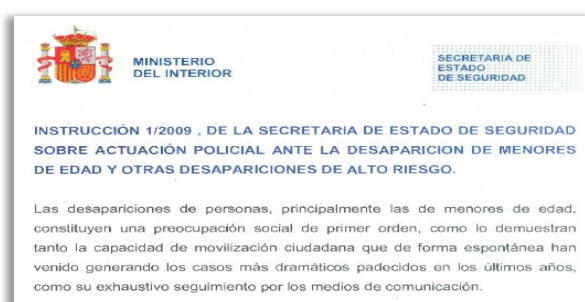 MINISTERIO
DEL INTERIOR
SECRETARIA DE
ESTADO
DE SEGURIDAD
INSTRUCCIÓN 1/2009 , DE LA SECRETARIA DE ESTADO DE SEGURIDAD
SOBRE ACTUACIÓN POLICIAL ANTE LA DESAPARICION DE MENORES
DE EDAD Y OTRAS DESAPARICIONES DE ALTO RIESGO.
Las desapariciones de personas, principalmente las de menores de edad,
constituyen una preocupación social de primer orden, como lo demuestran
tanto la capacidad de movilización ciudadana que de forma espontánea han
venido generando los casos más dramáticos padecidos en los últimos años,
como su exhaustivo seguimiento por los medios de comunicación.